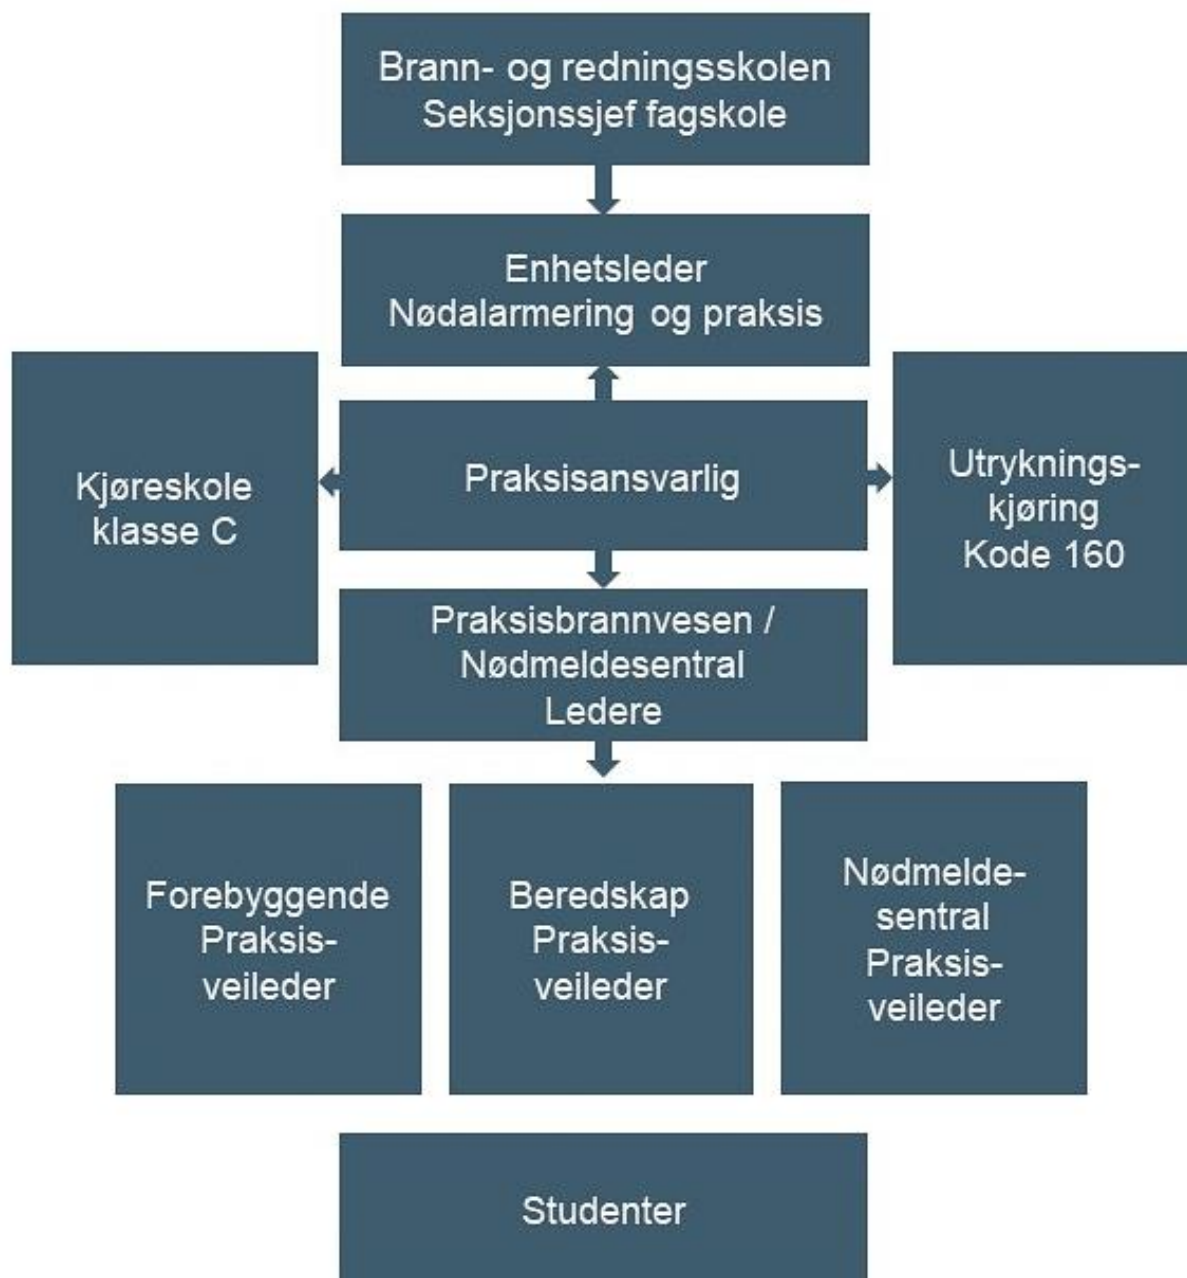 Brann- og redningsskolen
Seksjonssjef fagskole
Enhetsleder
Nødalarmering og praksis
Kjøreskole
klasse C
Praksisansvarlig
Utryknings-
kjøring
Kode 160
Praksisbrannvesen /
Nødmeldesentral
Ledere
Forebyggende
Praksis-
veileder
Beredskap
Praksis-
veileder
Nødmelde-
sentral
Praksis-
veileder
Studenter